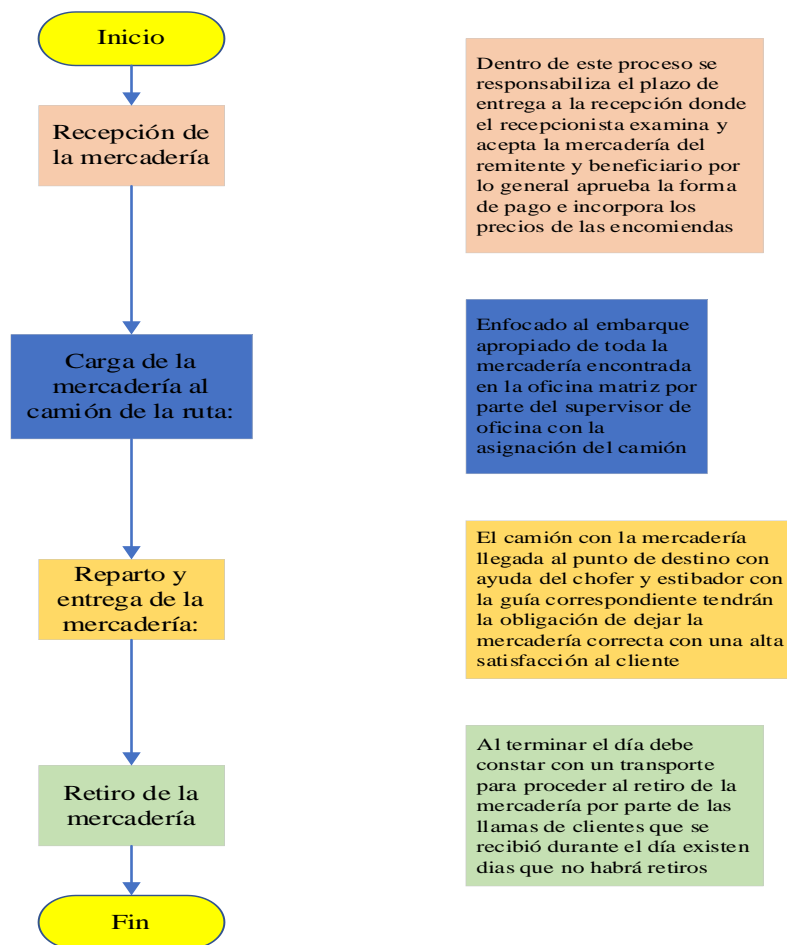 Inicio
Recepción de
la mercadería
Dentro de este proceso se
responsabiliza el plazo de
entrega a la recepción donde
el recepcionista examina y
acepta la mercadería del
remitente y beneficiario por
lo general aprueba la forma
de pago e incorpora los
precios de las encomiendas
Carga de la
mercadería al
camión de la ruta:
Enfocado al embarque
apropiado de toda la
mercadería encontrada
en la oficina matriz por
parte del supervisor de
oficina con la
asignación del camión
Reparto y
entrega de la
mercadería:
El camión con la mercadería
llegada al punto de destino con
ayuda del chofer y estibador con
la guía correspondiente tendrán
la obligación de dejar la
mercadería correcta con una alta
satisfacción al cliente
Retiro de la
mercadería
Al terminar el día debe
constar con un transporte
para proceder al retiro de la
mercadería por parte de las
llamas de clientes que se
recibió durante el día existen
dias que no habrá retiros
Fin